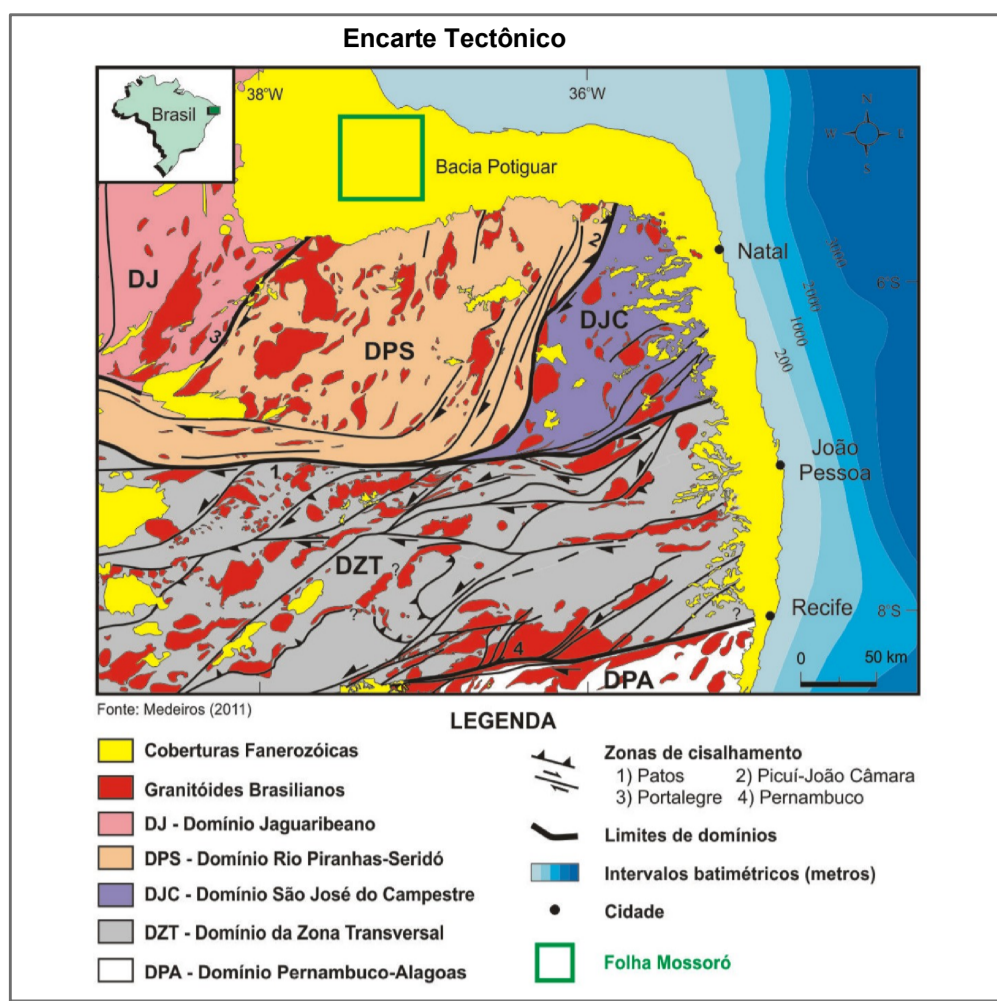 Encarte Tectônico
Brasil
38°W
36°W
N
W
E
S
Bacia Potiguar
Natal
2
3000
6°S
DJ
DJC
2000
3
DPS
1000
200
João
Pessoa
1
DZT
?
?
?
Recife
8°S
4
0
50 km
DPA
Fonte: Medeiros (2011)
LEGENDA
Coberturas Fanerozóicas
Granitóides Brasilianos
DJ - Domínio Jaguaribeano
DPS - Domínio Rio Piranhas-Seridó
DJC - Domínio São José do Campestre
DZT - Domínio da Zona Transversal
DPA - Domínio Pernambuco-Alagoas
Zonas de cisalhamento
1) Patos 2) Picuí-João Câmara
3) Portalegre 4) Pernambuco
Limites de domínios
Intervalos batimétricos (metros)
Cidade
Folha Mossoró